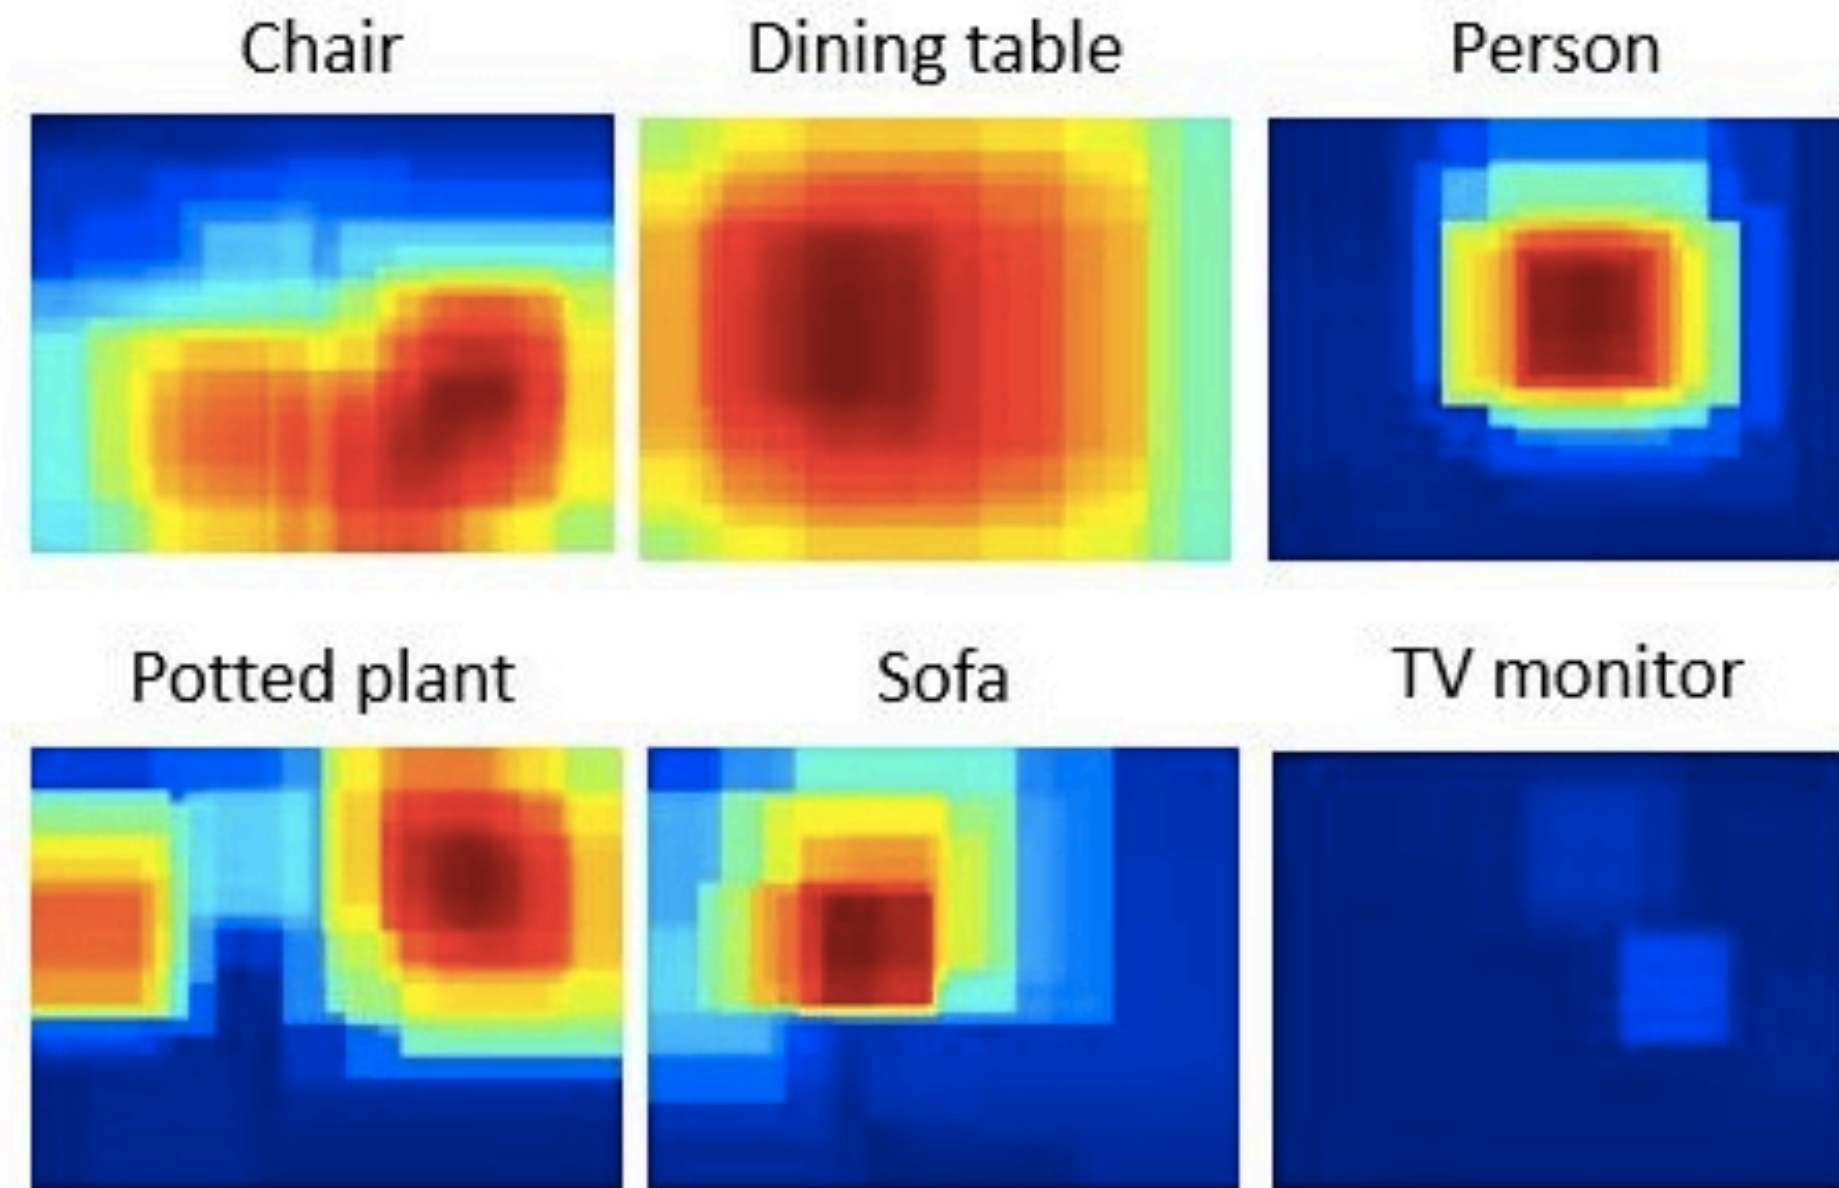 Chair
Dining table
Person
Potted plant
Sofa
TV monitor